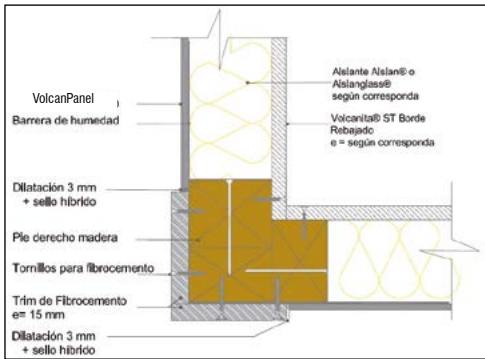 VolcanPanel
Barrera de humedad
Dilatación 3 mm
+ sello híbrido
Pie derecho madera
Tornillos para fibrocemento
Trim de Fibrocemento
e= 15 mm
Dilatación 3 mm
+ sello híbrido
Aislante Aislan® o
Aislanglass®
según corresponda
Volcanita® ST Borde
Rebajado
e = según corresponda